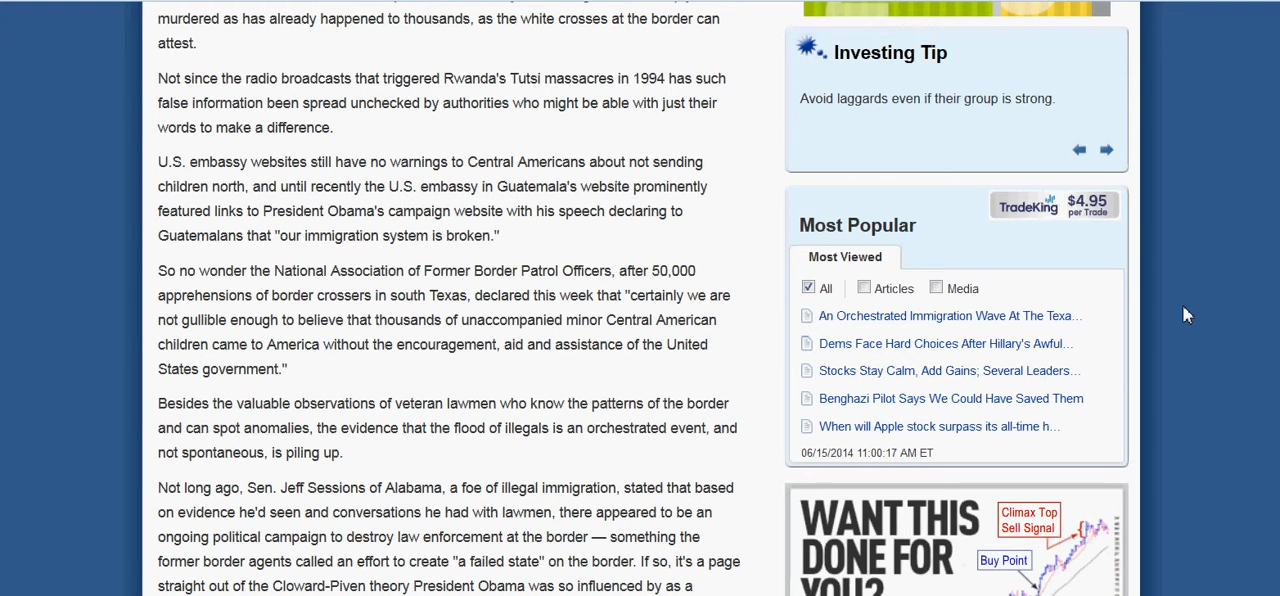 murdered as has already happened to thousands, as the white crosses at the border can
attest.
Not since the radio broadcasts that triggered Rwanda's Tutsi massacres in 1994 has such
false information been spread unchecked by authorities who might be able with just their
words to make a difference.
U.S. embassy websites still have no warnings to Central Americans about not sending
children north, and until recently the U.S. embassy in Guatemala's website prominently
featured links to President Obama's campaign website with his speech declaring to
Guatemalans that "our immigration system is broken."
So no wonder the National Association of Former Border Patrol Officers, after 50,000
apprehensions of border crossers in south Texas, declared this week that "certainly we are
not gullible enough to believe that thousands of unaccompanied minor Central American
children came to America without the encouragement, aid and assistance of the United
States government."
Besides the valuable observations of veteran lawmen who know the patterns of the border
and can spot anomalies, the evidence that the flood of illegals is an orchestrated event, and
not spontaneous, is piling up.
Not long ago, Sen. Jeff Sessions of Alabama, a foe of illegal immigration, stated that based
on evidence he'd seen and conversations he had with lawmen, there appeared to be an
ongoing political campaign to destroy law enforcement at the border — something the
former border agents called an effort to create "a failed state" on the border. If so, it's a page
straight out of the Cloward-Piven theory President Obama was so influenced by as a
Investing Tip
Avoid laggards even if their group is strong.
TradeKing $4.95
per Trade
Most Popular
Most Viewed
All Articles Media
An Orchestrated Immigration Wave At The Texa...
Dems Face Hard Choices After Hillary's Awful...
Stocks Stay Calm, Add Gains; Several Leaders...
Benghazi Pilot Says We Could Have Saved Them
When will Apple stock surpass its all-time h...
06/15/2014 11:00:17 AM ET
WANT THIS
DONE FOR
YOU?
Climax Top
Sell Signal
Buy Point